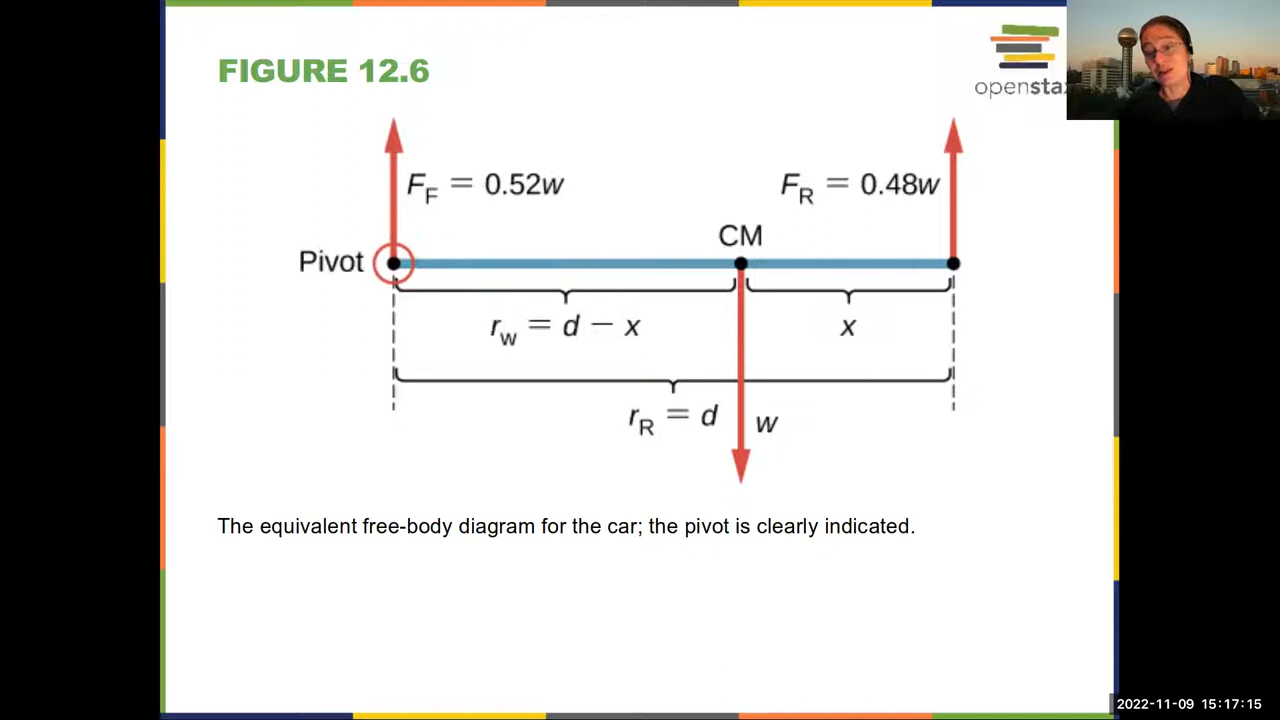 FIGURE 12.6
openstax
F_F = 0.52w
F_R = 0.48w
CM
Pivot
r_w = d − x
x
r_R = d
w
The equivalent free-body diagram for the car; the pivot is clearly indicated.
2022-11-09 15:17:15